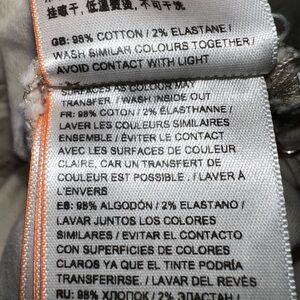 挂晾干, 低温熨烫, 不可干洗
GB: 98% COTTON / 2% ELASTANE /
WASH SIMILAR COLOURS TOGETHER /
AVOID CONTACT WITH LIGHT
SURFACES AS COLOUR MAY
TRANSFER / WASH INSIDE OUT
FR: 98% COTON / 2% ÉLASTHANNE /
LAVER LES COULEURS SIMILAIRES
ENSEMBLE / ÉVITER LE CONTACT
AVEC LES SURFACES DE COULEUR
CLAIRE, CAR UN TRANSFERT DE
COULEUR EST POSSIBLE . / LAVER À
L'ENVERS
ES: 98% ALGODÓN / 2% ELASTANO /
LAVAR JUNTOS LOS COLORES
SIMILARES / EVITAR EL CONTACTO
CON SUPERFICIES DE COLORES
CLAROS YA QUE EL TINTE PODRÍA
TRANSFERIRSE. / LAVAR DEL REVÉS
RU: 98% ХЛОПОК / 2% ЭЛАСТАН /